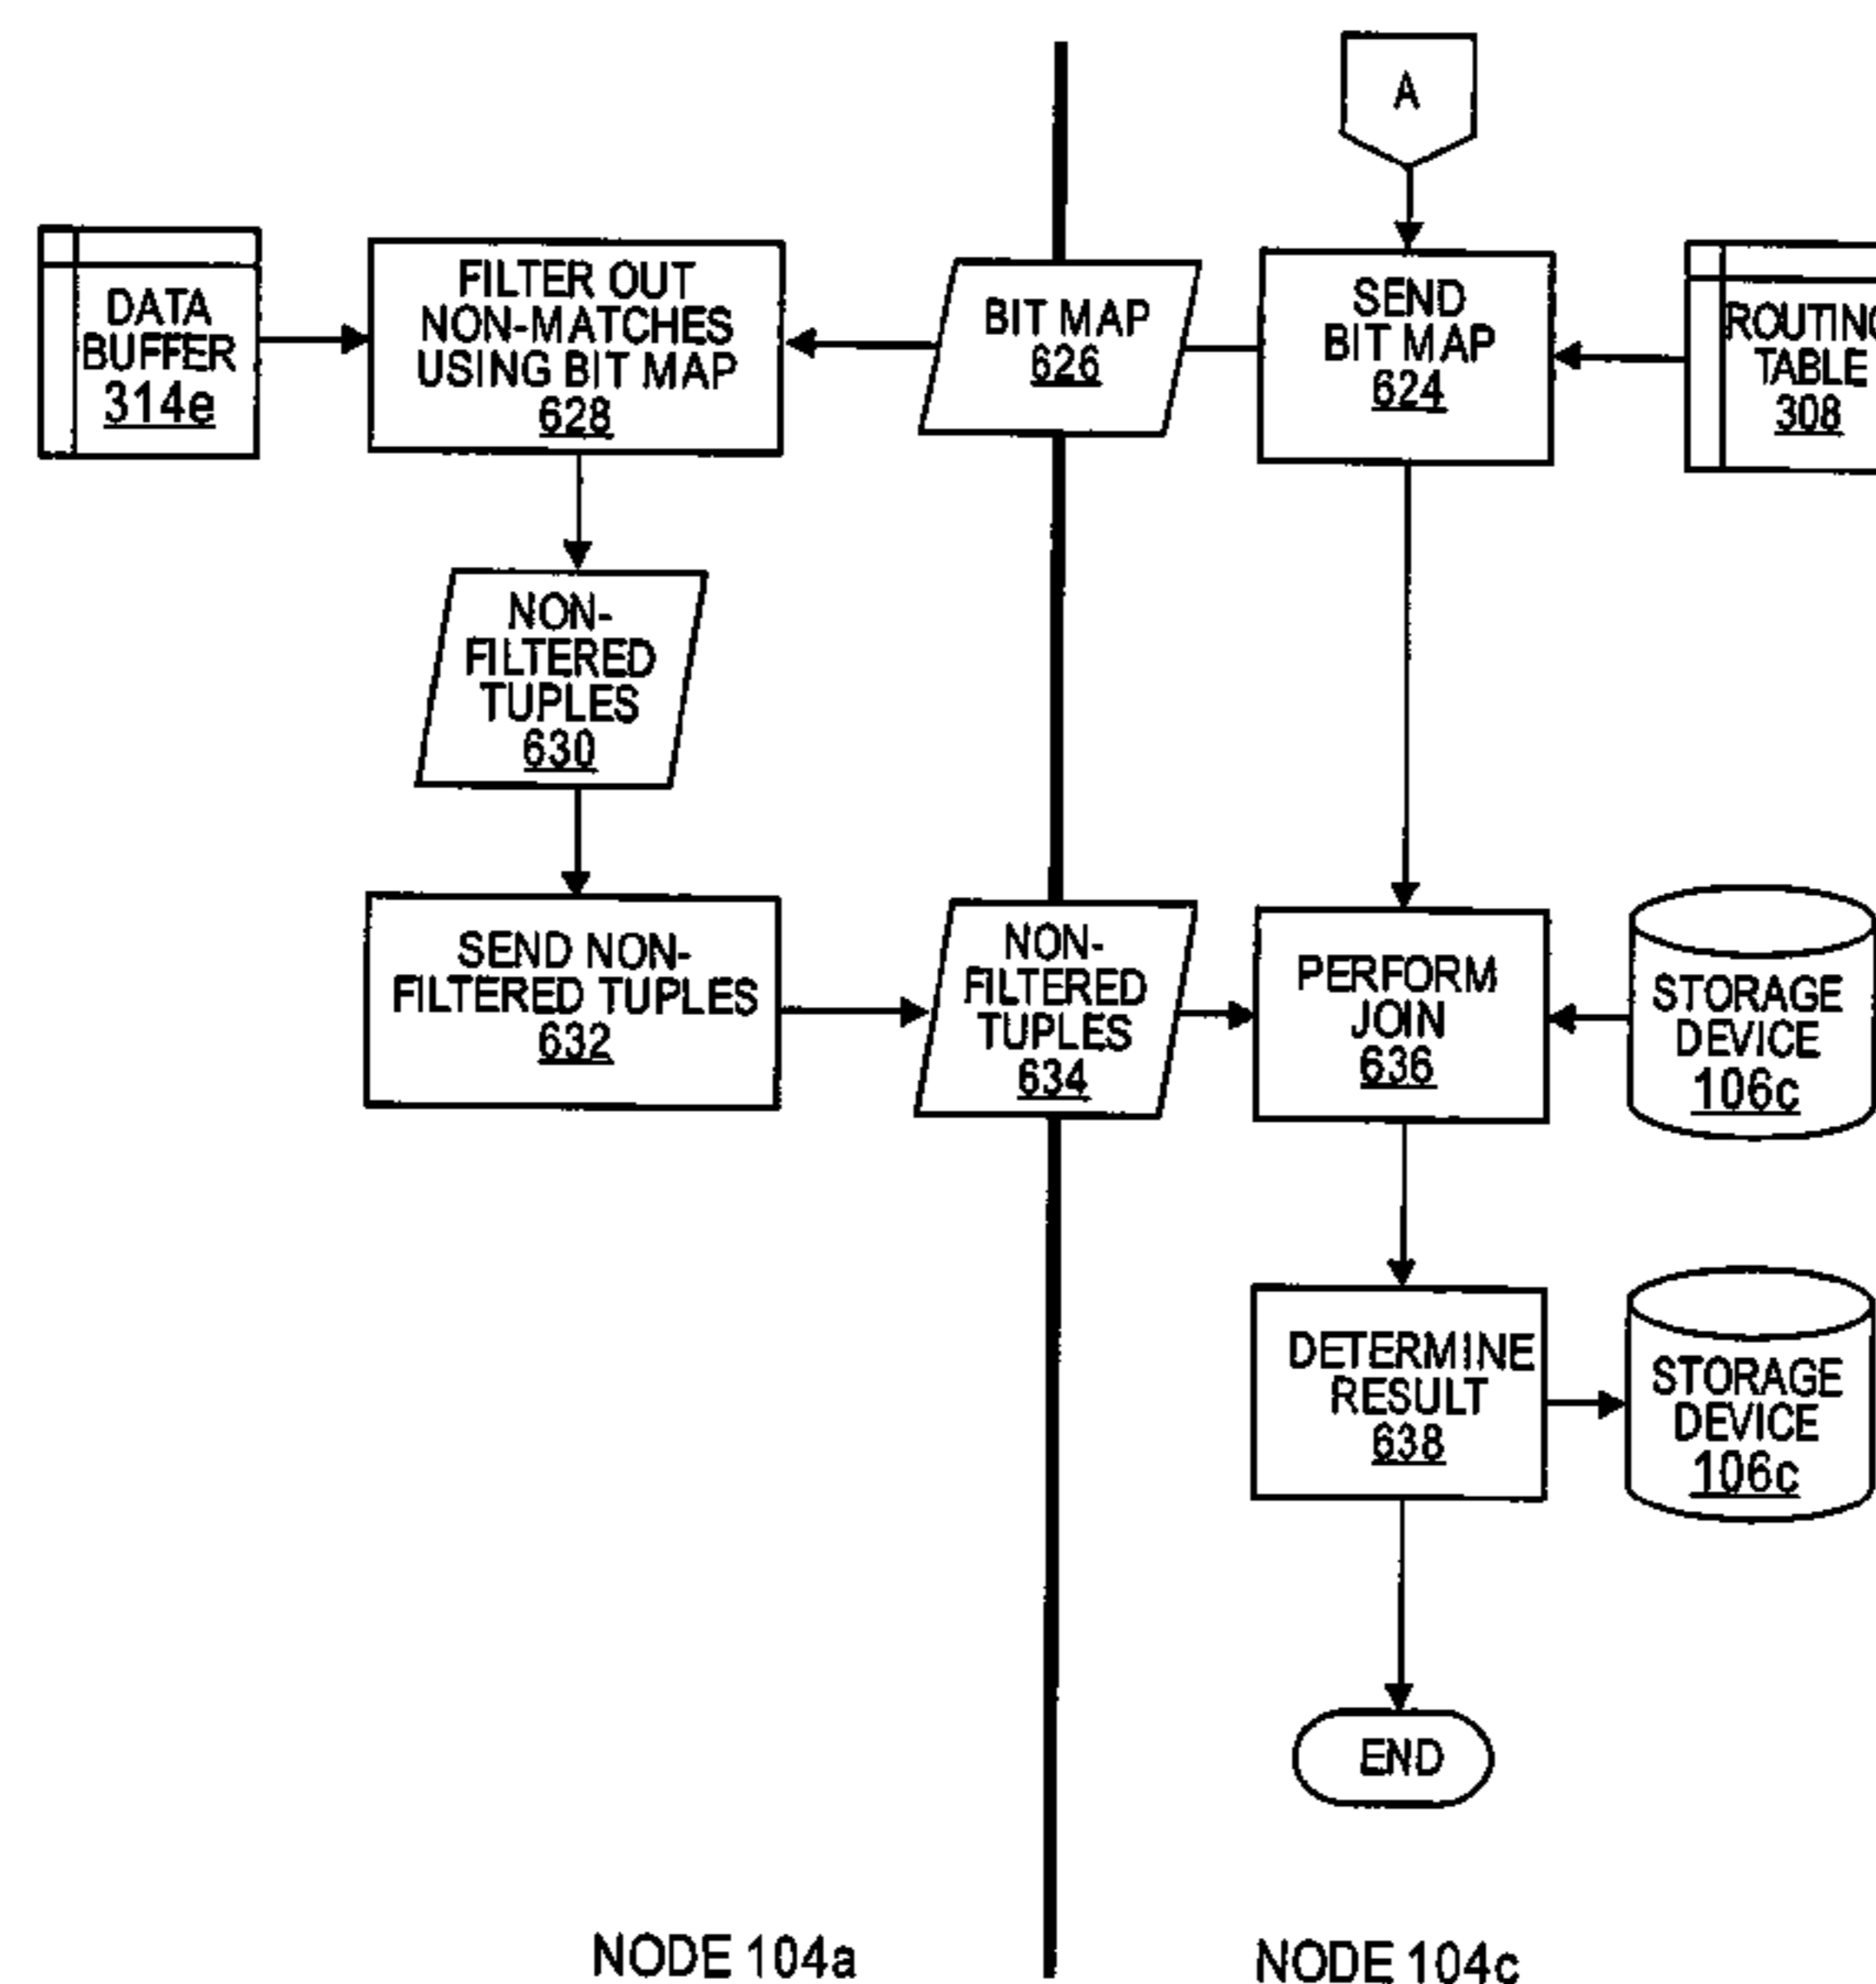 A
DATA
BUFFER
314e
FILTER OUT
NON-MATCHES
USING BIT MAP
628
BIT MAP
626
SEND
BIT MAP
624
ROUTING
TABLE
308
NON-
FILTERED
TUPLES
630
SEND NON-
FILTERED TUPLES
632
NON-
FILTERED
TUPLES
634
PERFORM
JOIN
636
STORAGE
DEVICE
106c
DETERMINE
RESULT
638
STORAGE
DEVICE
106c
END
NODE 104a
NODE 104c